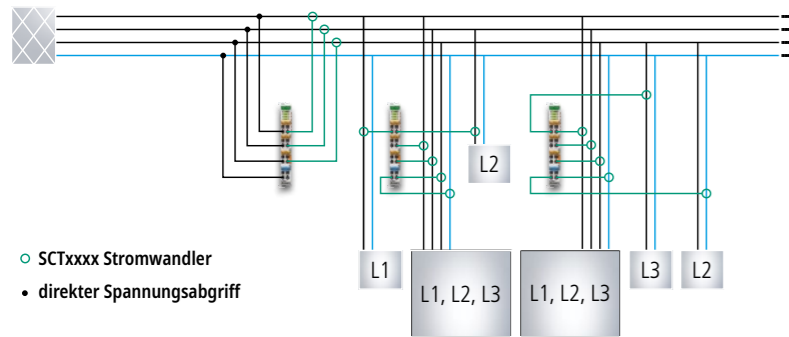 L2
SCTxxxx Stromwandler
direkter Spannungsabgriff
L1
L1, L2, L3
L1, L2, L3
L3
L2